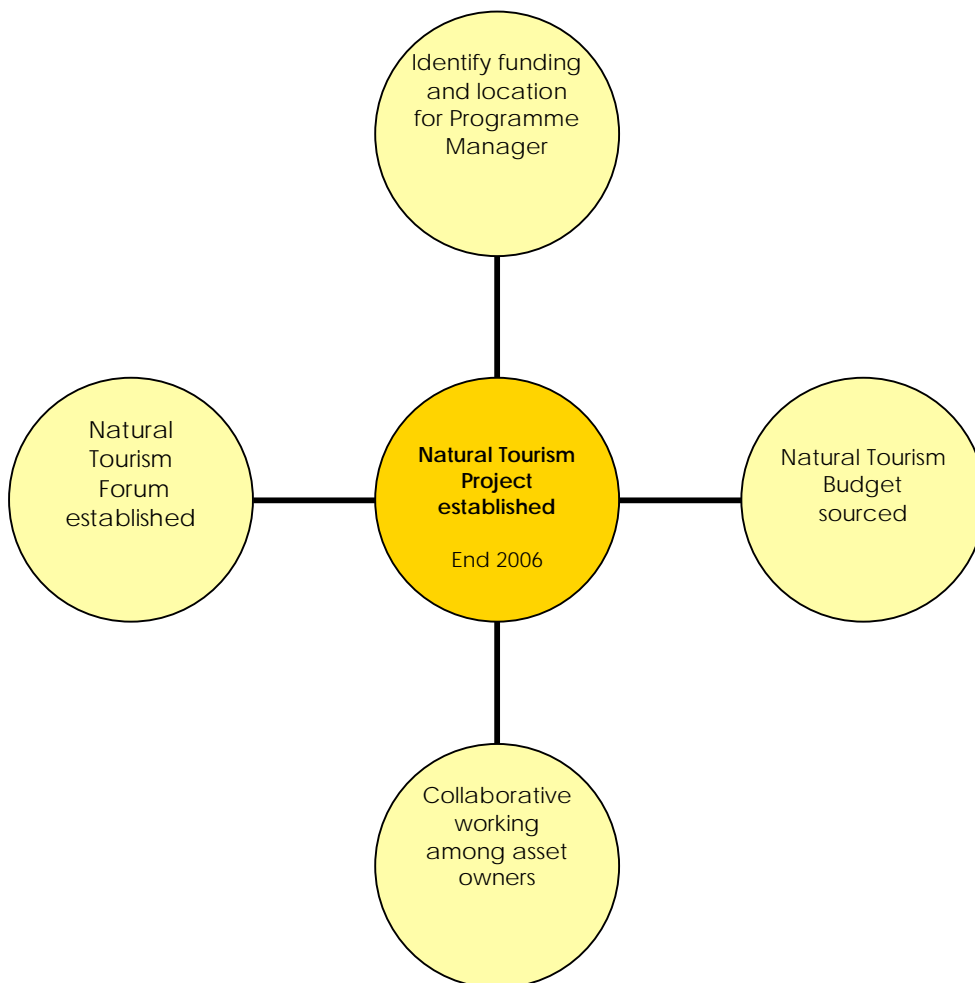 Identify funding
and location
for Programme
Manager
Natural
Tourism
Forum
established
Natural Tourism
Project
established
End 2006
Natural Tourism
Budget
sourced
Collaborative
working
among asset
owners